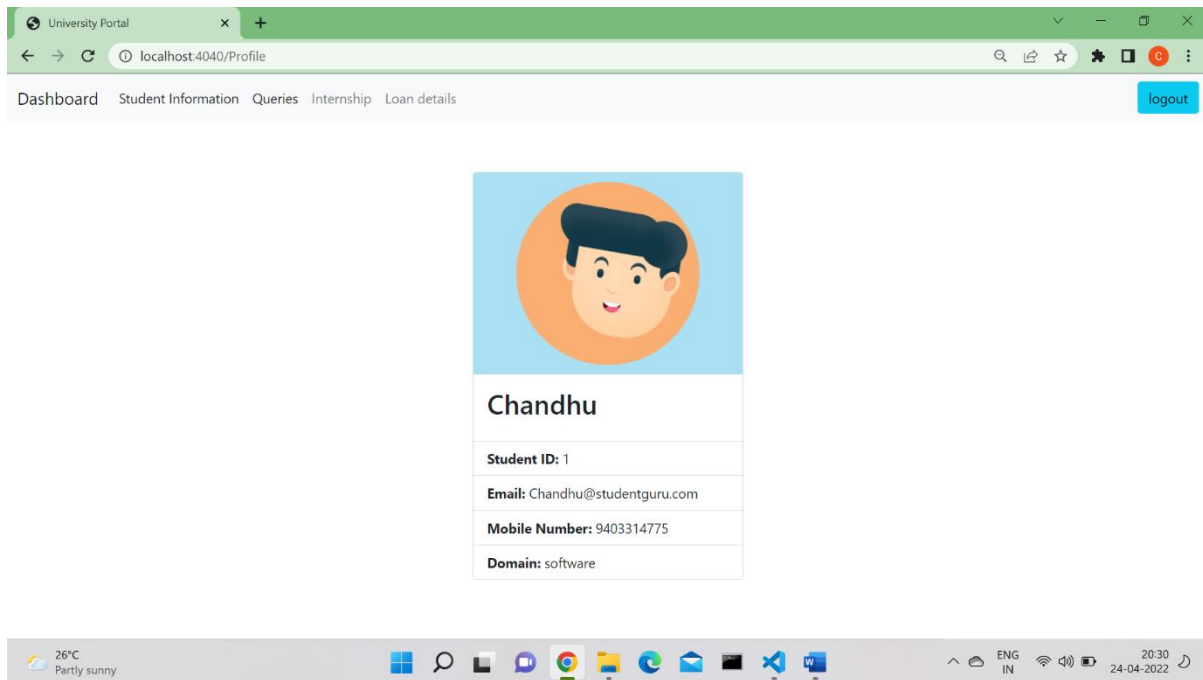 University Portal
localhost:4040/Profile
C
Dashboard Student Information Queries Internship Loan details logout
Chandhu
Student ID: 1
Email: Chandhu@studentguru.com
Mobile Number: 9403314775
Domain: software
26°C
Partly sunny
W
ENG
IN
20:30
24-04-2022